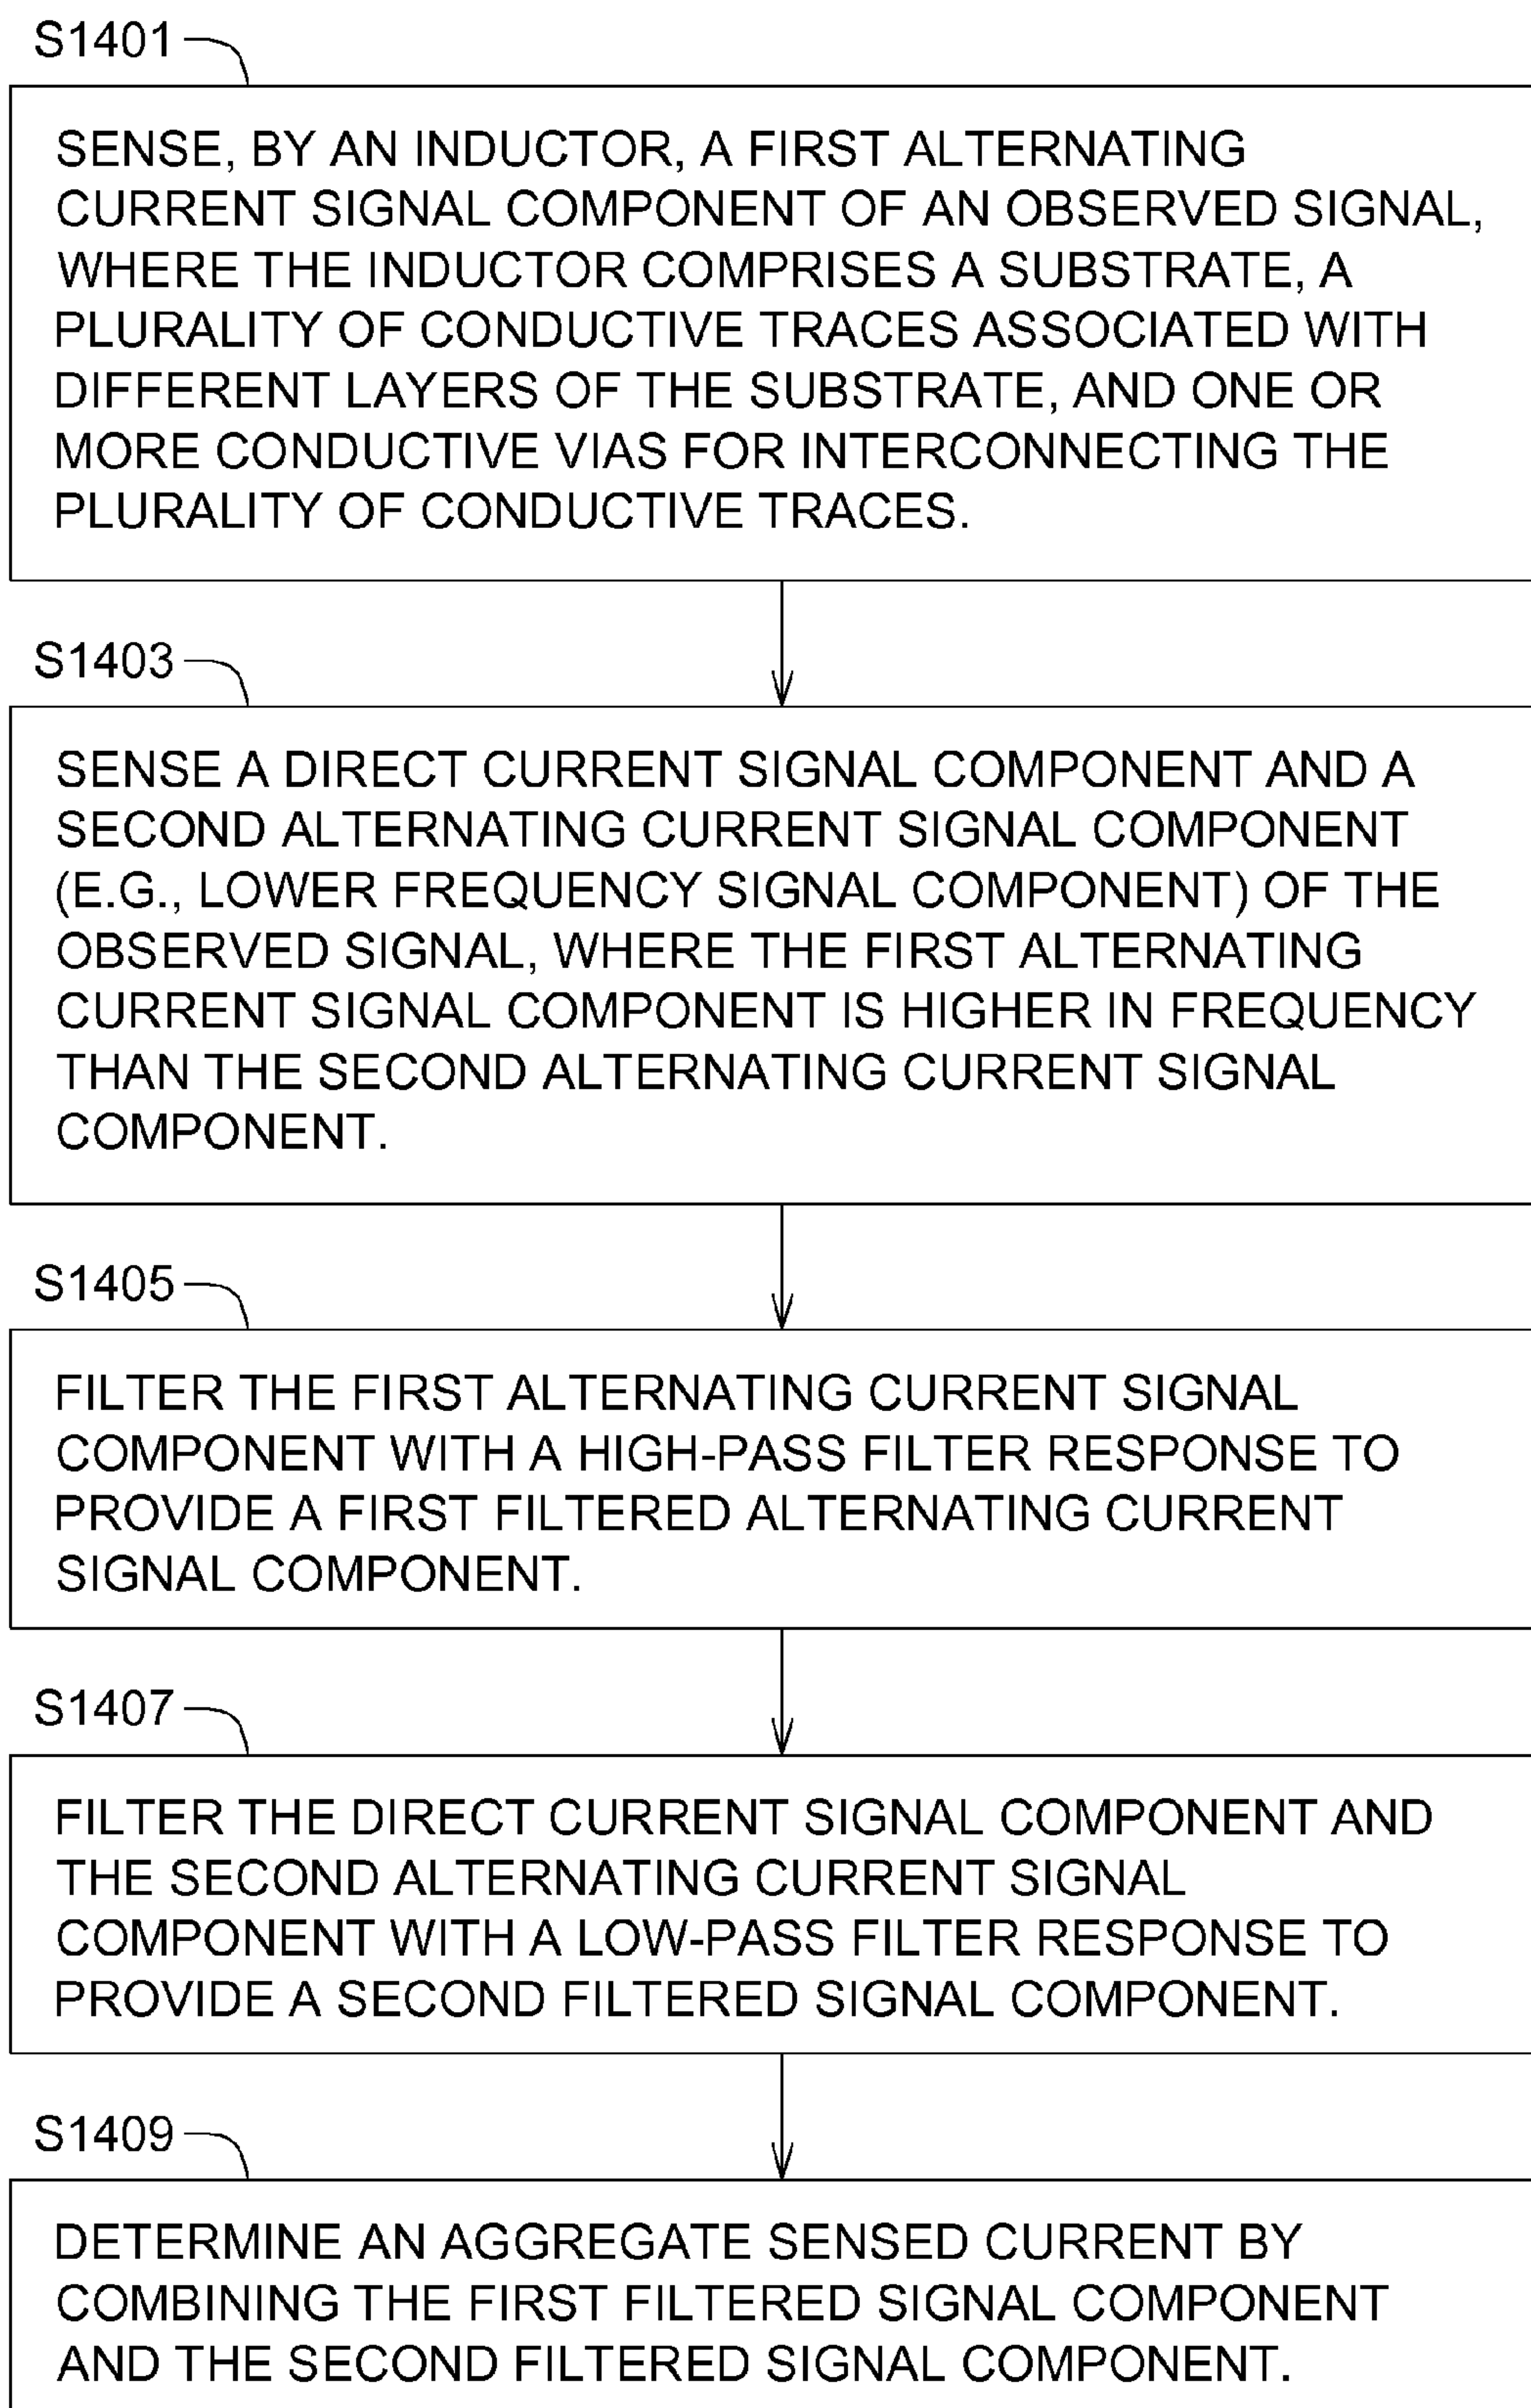 S1401
SENSE, BY AN INDUCTOR, A FIRST ALTERNATING
CURRENT SIGNAL COMPONENT OF AN OBSERVED SIGNAL,
WHERE THE INDUCTOR COMPRISES A SUBSTRATE, A
PLURALITY OF CONDUCTIVE TRACES ASSOCIATED WITH
DIFFERENT LAYERS OF THE SUBSTRATE, AND ONE OR
MORE CONDUCTIVE VIAS FOR INTERCONNECTING THE
PLURALITY OF CONDUCTIVE TRACES.
S1403
SENSE A DIRECT CURRENT SIGNAL COMPONENT AND A
SECOND ALTERNATING CURRENT SIGNAL COMPONENT
(E.G., LOWER FREQUENCY SIGNAL COMPONENT) OF THE
OBSERVED SIGNAL, WHERE THE FIRST ALTERNATING
CURRENT SIGNAL COMPONENT IS HIGHER IN FREQUENCY
THAN THE SECOND ALTERNATING CURRENT SIGNAL
COMPONENT.
S1405
FILTER THE FIRST ALTERNATING CURRENT SIGNAL
COMPONENT WITH A HIGH-PASS FILTER RESPONSE TO
PROVIDE A FIRST FILTERED ALTERNATING CURRENT
SIGNAL COMPONENT.
S1407
FILTER THE DIRECT CURRENT SIGNAL COMPONENT AND
THE SECOND ALTERNATING CURRENT SIGNAL
COMPONENT WITH A LOW-PASS FILTER RESPONSE TO
PROVIDE A SECOND FILTERED SIGNAL COMPONENT.
S1409
DETERMINE AN AGGREGATE SENSED CURRENT BY
COMBINING THE FIRST FILTERED SIGNAL COMPONENT
AND THE SECOND FILTERED SIGNAL COMPONENT.